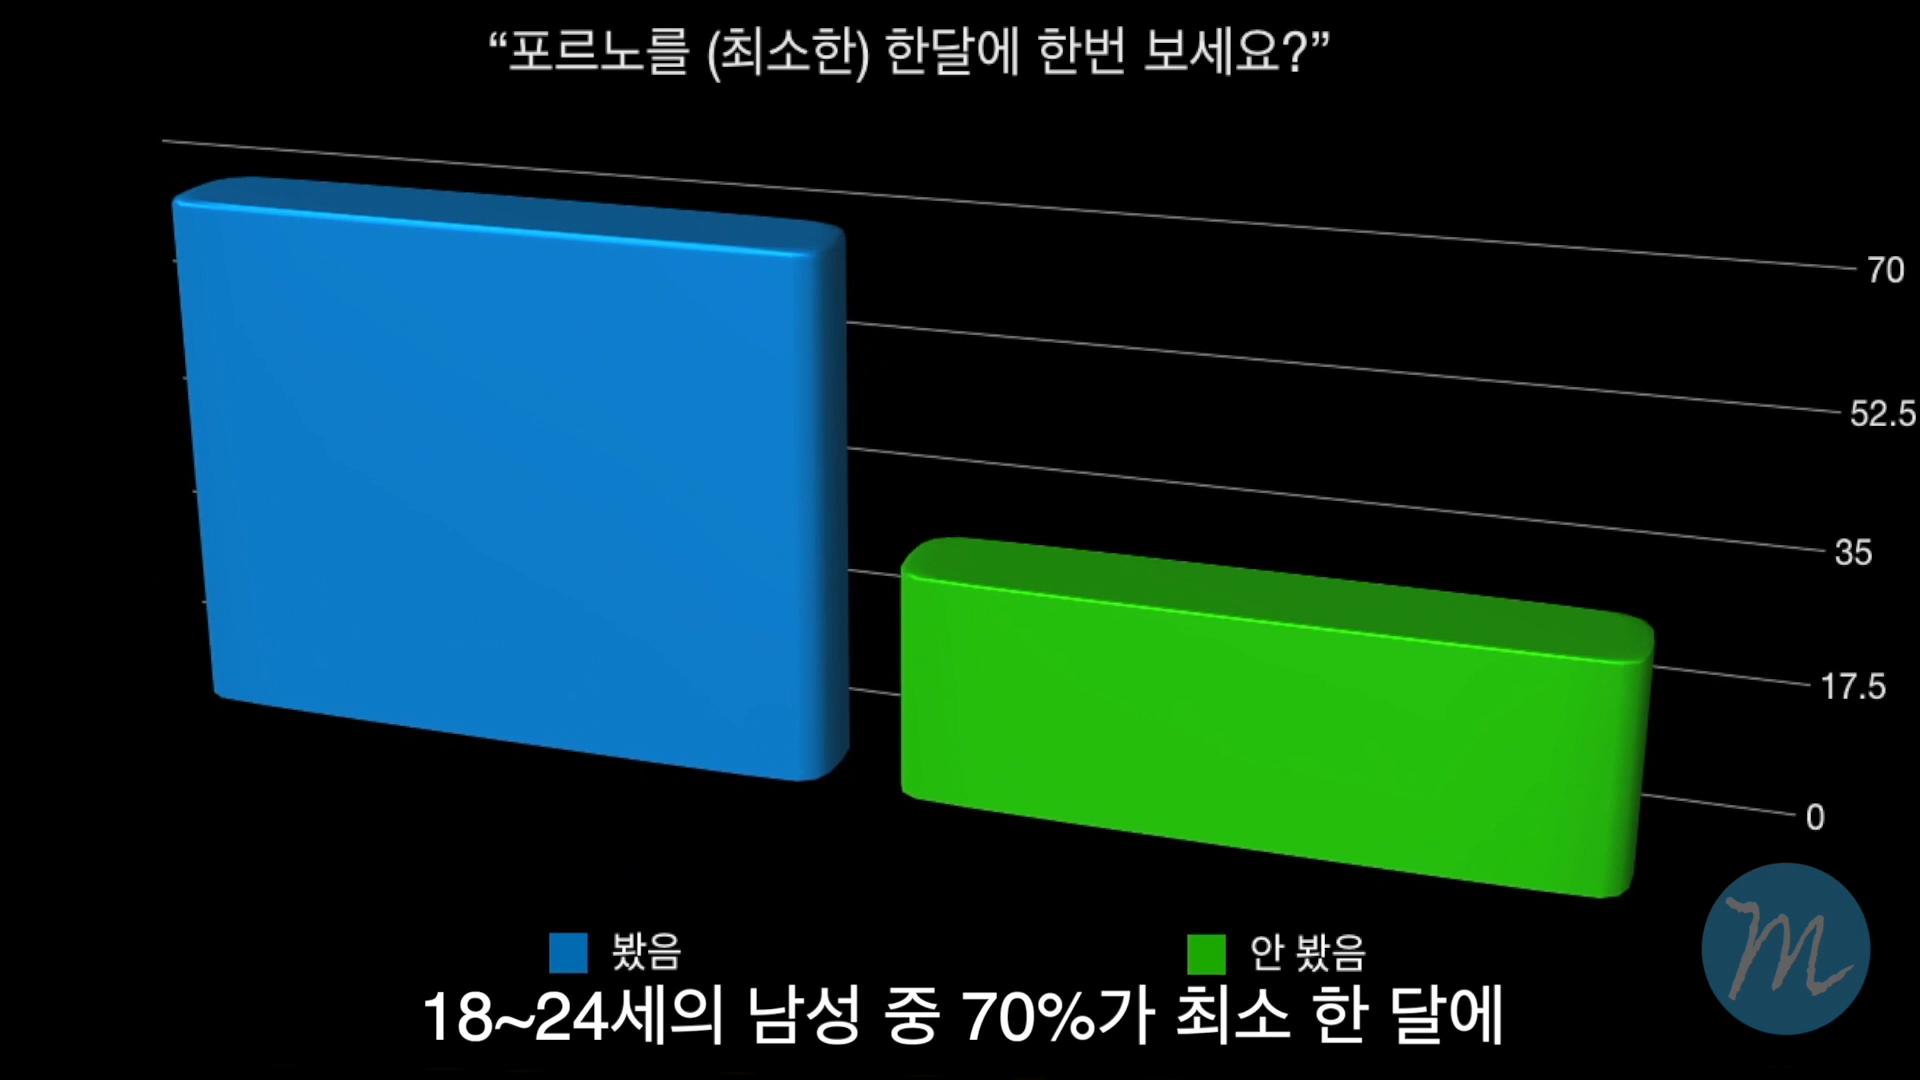 “포르노를 (최소한) 한달에 한번 보세요?”
70
52.5
35
17.5
0
봤음
안 봤음
18~24세의 남성 중 70%가 최소 한 달에
m